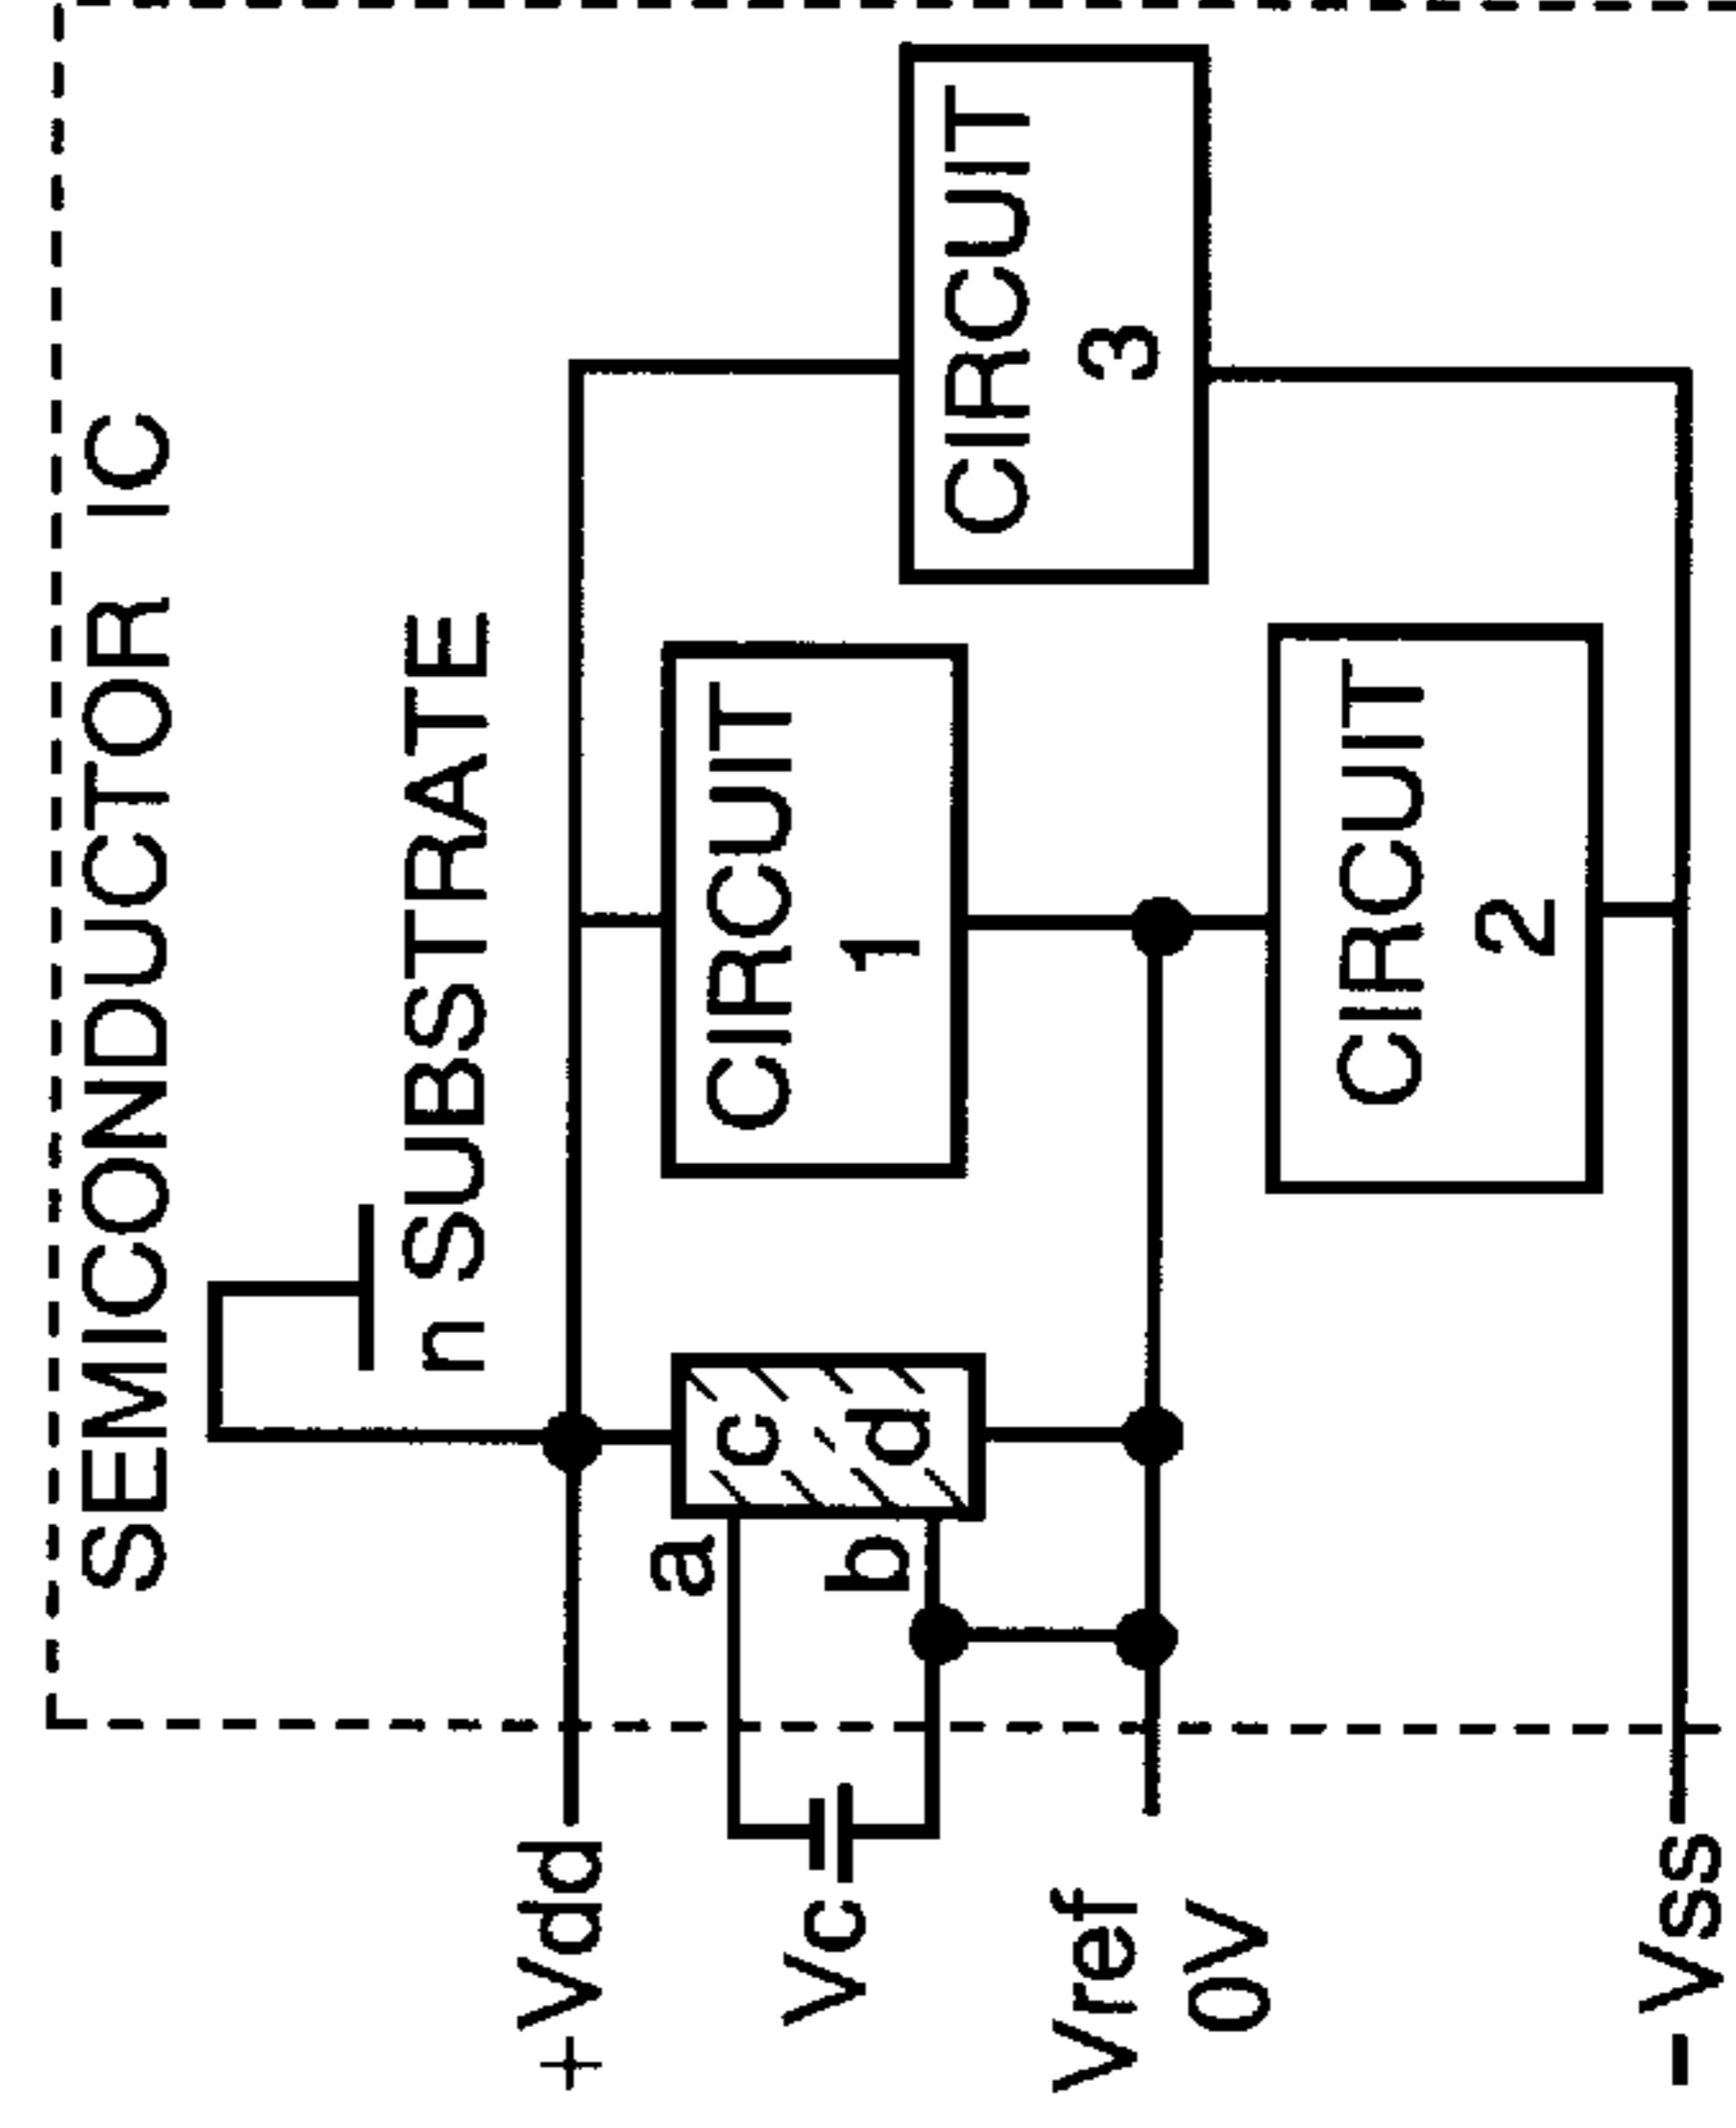 SEMICONDUCTOR IC
n SUBSTRATE
+Vdd
a
c
CIRCUIT
1
Vc
b
d
CIRCUIT
3
Vref
0V
CIRCUIT
2
- Vss